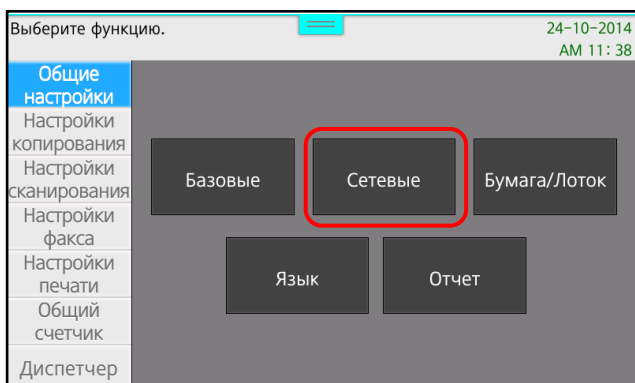 Выберите функцию.
24-10-2014
AM 11:38
Общие
настройки
Настройки
копирования
Настройки
сканирования
Настройки
факса
Настройки
печати
Общий
счетчик
Диспетчер
Базовые
Сетевые
Бумага/Лоток
Язык
Отчет